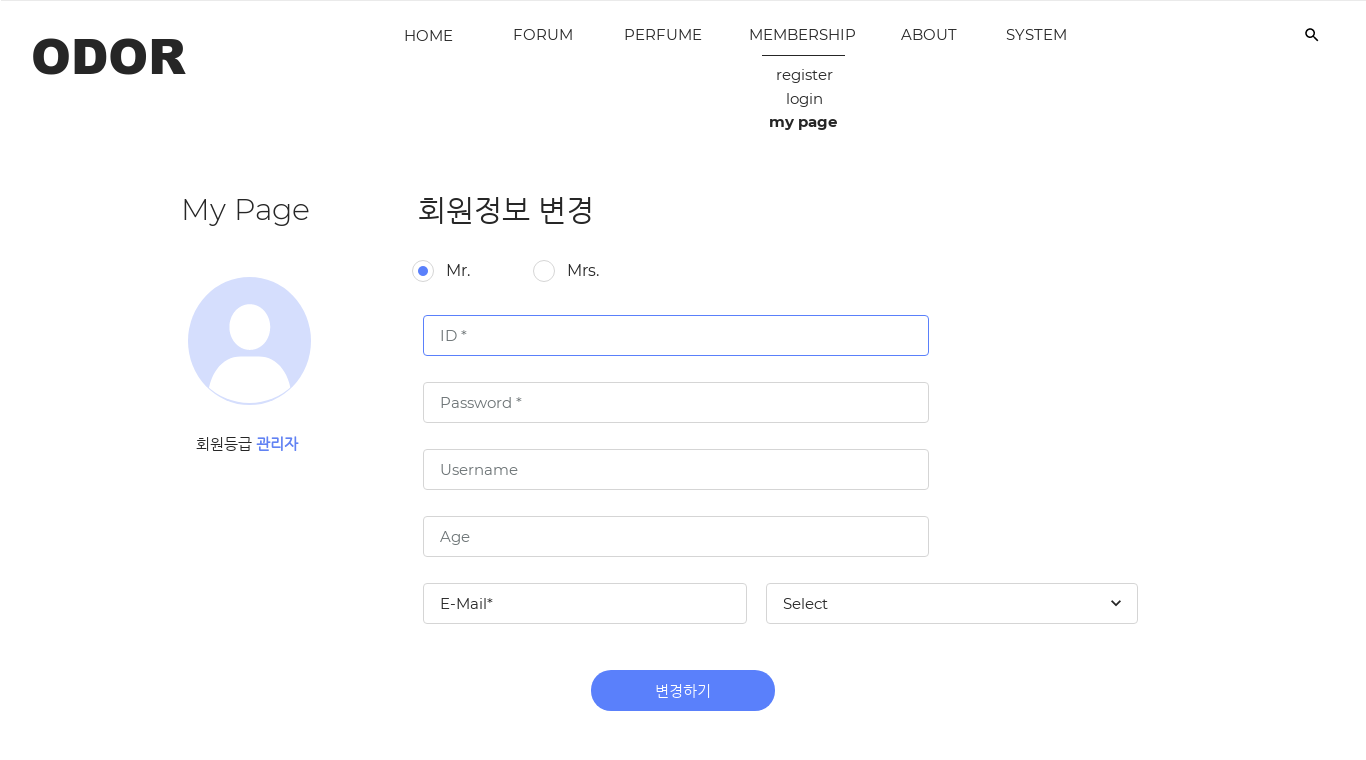 ODOR
HOME FORUM PERFUME MEMBERSHIP ABOUT SYSTEM
register
login
my page
My Page
회원정보 변경
Mr. Mrs.
ID *
Password *
회원등급 관리자
Username
Age
E-Mail* Select
변경하기